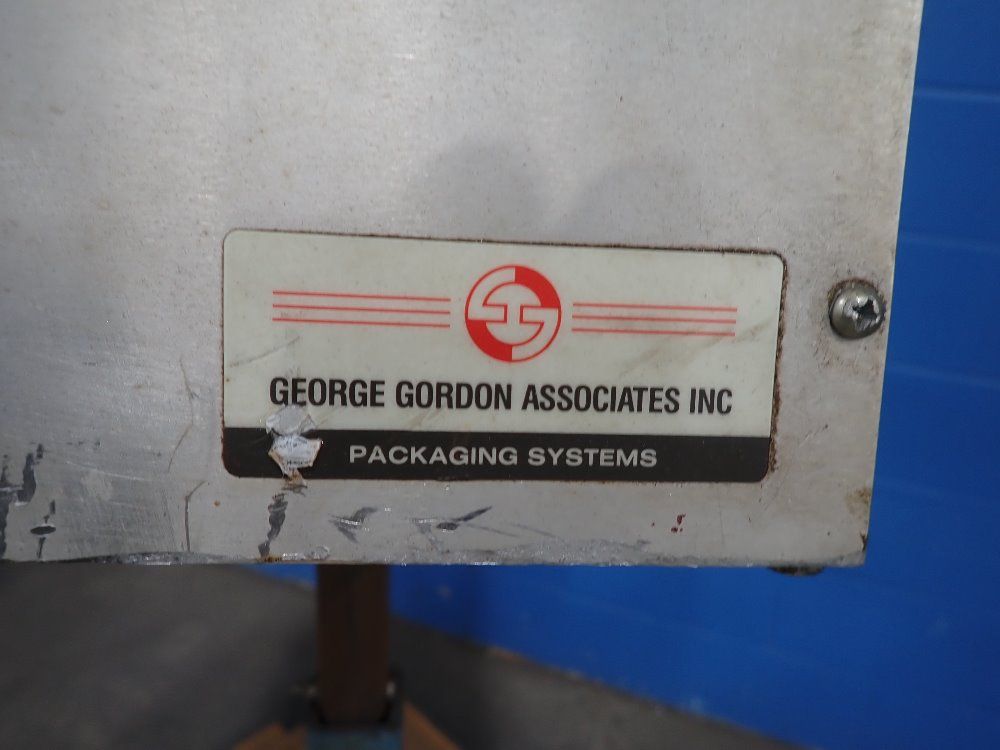 GEORGE GORDON ASSOCIATES INC
PACKAGING SYSTEMS